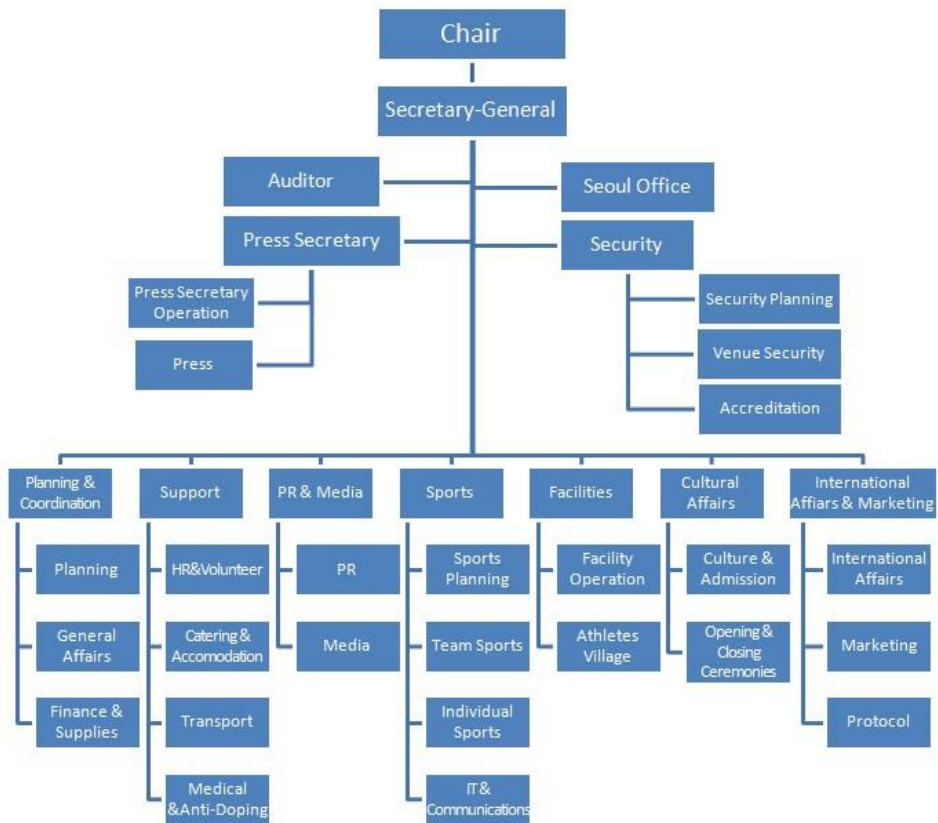 Chair
Secretary-General
Auditor
Seoul Office
Press Secretary
Security
Press Secretary
Operation
Security Planning
Press
Venue Security
Accreditation
Planning &
Coordination
Support
PR & Media
Sports
Facilities
Cultural
Affairs
International
Affiars & Marketing
Planning
HR&Volunteer
PR
Sports
Planning
Facility
Operation
Culture &
Admission
International
Affairs
General
Affairs
Catering &
Accomodation
Media
Team Sports
Athletes
Village
Opening &
Closing
Ceremonies
Marketing
Finance &
Supplies
Transport
Individual
Sports
Protocol
Medical
&Anti-Doping
IT &
Communications